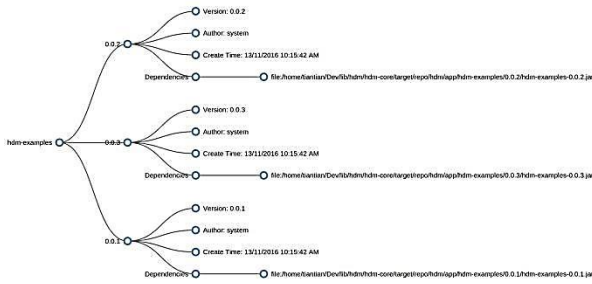 hdm-examples
0.0.2
Version: 0.0.2
Author: system
Create Time: 13/11/2016 10:15:42 AM
Dependencies
file:/home/tiantian/Dev/lib/hdm/hdm-core/target/repo/hdm/app/hdm-examples/0.0.2/hdm-examples-0.0.2.jar
0.0.3
Version: 0.0.3
Author: system
Create Time: 13/11/2016 10:15:42 AM
Dependencies
file:/home/tiantian/Dev/lib/hdm/hdm-core/target/repo/hdm/app/hdm-examples/0.0.3/hdm-examples-0.0.3.jar
0.0.1
Version: 0.0.1
Author: system
Create Time: 13/11/2016 10:15:42 AM
Dependencies
file:/home/tiantian/Dev/lib/hdm/hdm-core/target/repo/hdm/app/hdm-examples/0.0.1/hdm-examples-0.0.1.jar